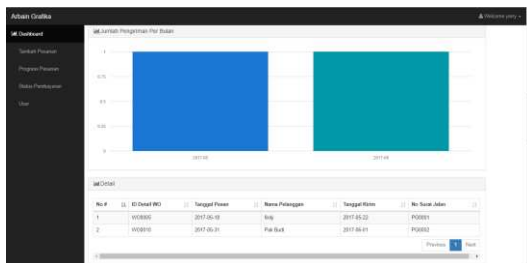 Arbain Grafika
Welcome yeny
Dashboard
Tambah Pesanan
Progress Pesanan
Status Pembayaran
User
Jumlah Pengiriman Per Bulan
1
0.75
0.5
0.25
0
2017-05
2017-06
Detail
No # ID Detail WO Tanggal Pesan Nama Pelanggan Tanggal Kirim No Surat Jalan
1 WO0005 2017-05-18 2017-05-22 PG0001
2 WO0010 2017-05-31 Pak Budi 2017-06-01 PG0002
Previous 1 Next